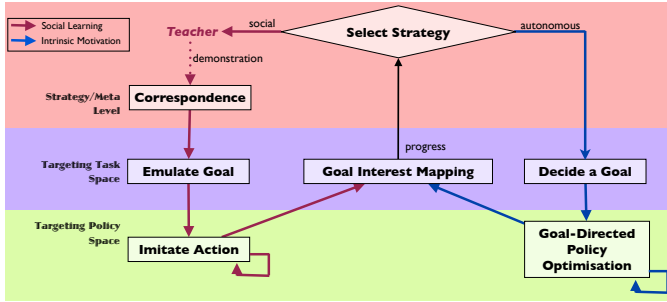 Social Learning
Intrinsic Motivation
Teacher
social
Select Strategy
autonomous
demonstration
Strategy/Meta
Level
Correspondence
progress
Targeting Task
Space
Emulate Goal
Goal Interest Mapping
Decide a Goal
Targeting Policy
Space
Imitate Action
Goal-Directed
Policy
Optimisation